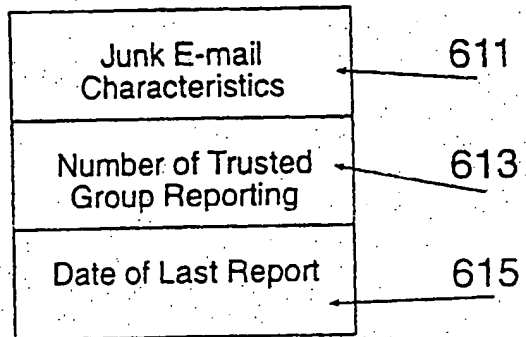 Junk E-mail
Characteristics
611
Number of Trusted
Group Reporting
613
Date of Last Report
615